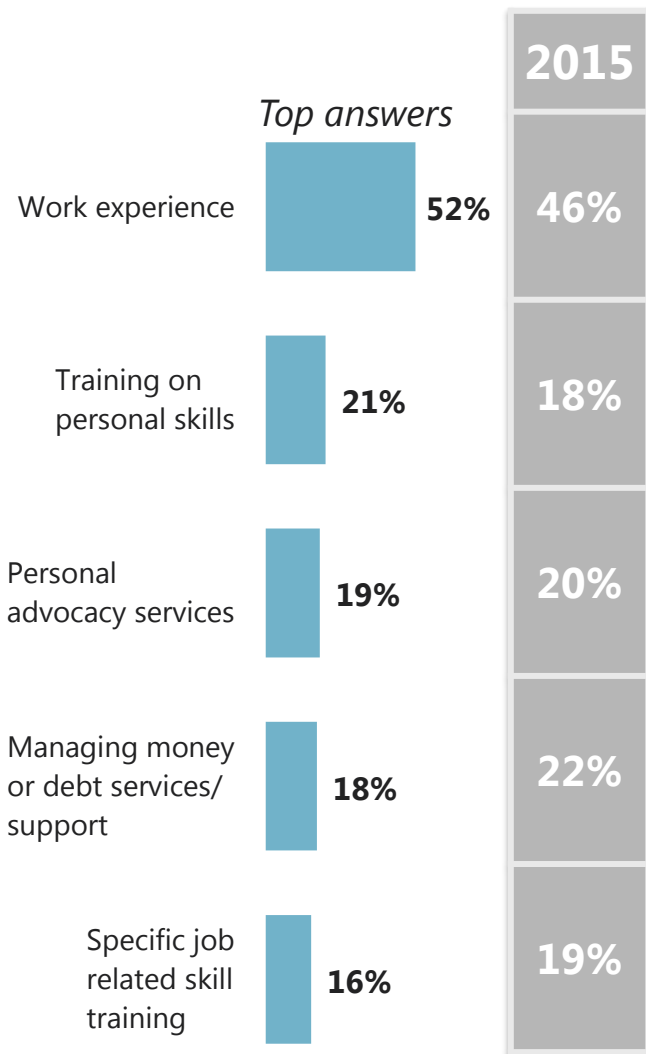 2015
Top answers
Work experience
52%
46%
Training on
personal skills
21%
18%
Personal
advocacy services
19%
20%
Managing money
or debt services/
support
18%
22%
Specific job
related skill
training
16%
19%